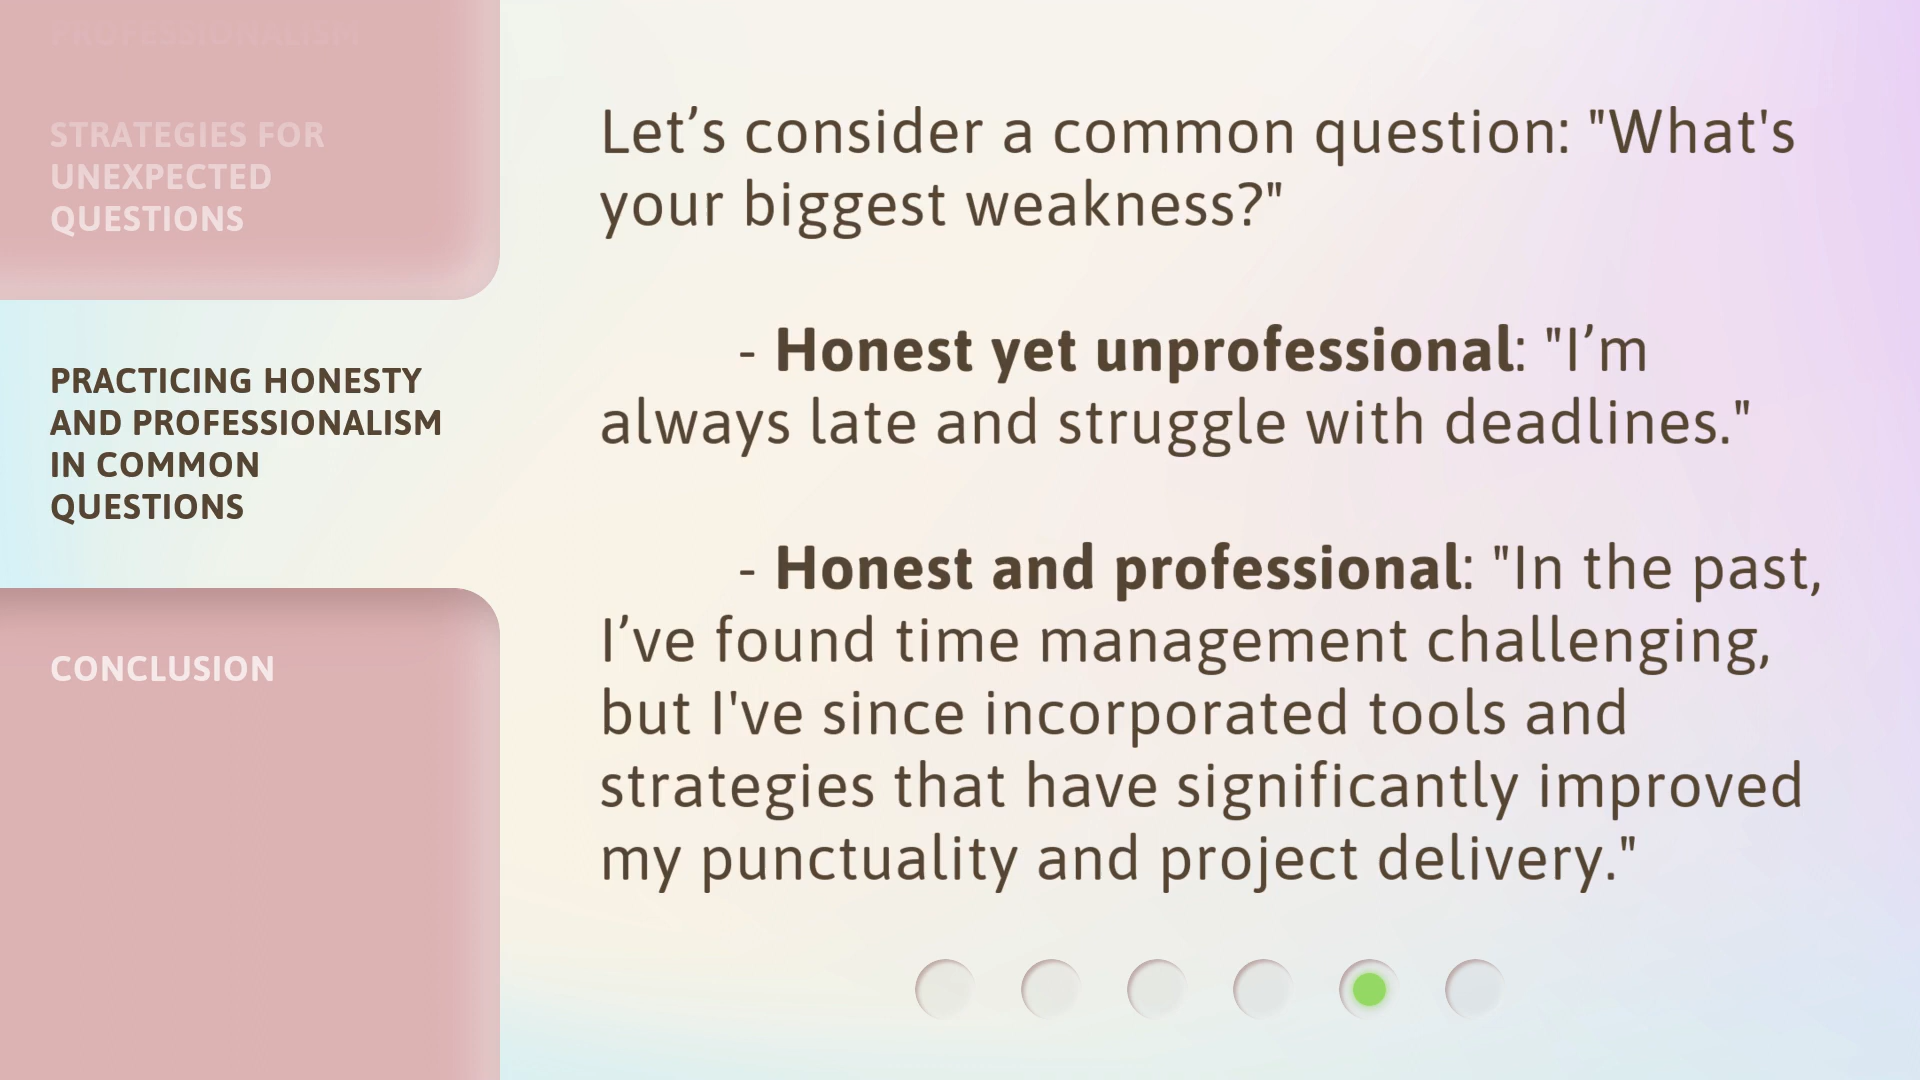 PROFESSIONALISM
STRATEGIES FOR
UNEXPECTED
QUESTIONS
PRACTICING HONESTY
AND PROFESSIONALISM
IN COMMON
QUESTIONS
CONCLUSION
Let’s consider a common question: "What's
your biggest weakness?"
- Honest yet unprofessional: "I’m
always late and struggle with deadlines."
- Honest and professional: "In the past,
I’ve found time management challenging,
but I've since incorporated tools and
strategies that have significantly improved
my punctuality and project delivery."